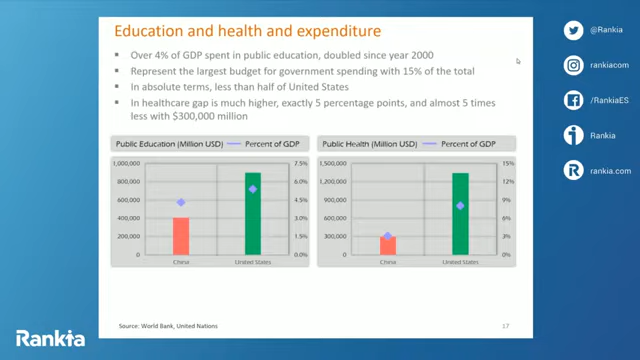 Education and health and expenditure
Over 4% of GDP spent in public education, doubled since year 2000
Represent the largest budget for government spending with 15% of the total
In absolute terms, less than half of United States
In healthcare gap is much higher, exactly 5 percentage points, and almost 5 times
less with $300,000 million
Public Education (Million USD) Percent of GDP
1,000,000 7.5%
800,000 6.0%
600,000 4.5%
400,000 3.0%
200,000 1.5%
0 0.0%
China United States
Public Health (Million USD) Percent of GDP
1,500,000 15%
1,200,000 12%
900,000 9%
600,000 6%
300,000 3%
0 0%
China United States
Source: World Bank, United Nations
17
@Rankia
rankiacom
/RankiaES
Rankia
rankia.com
Rankia